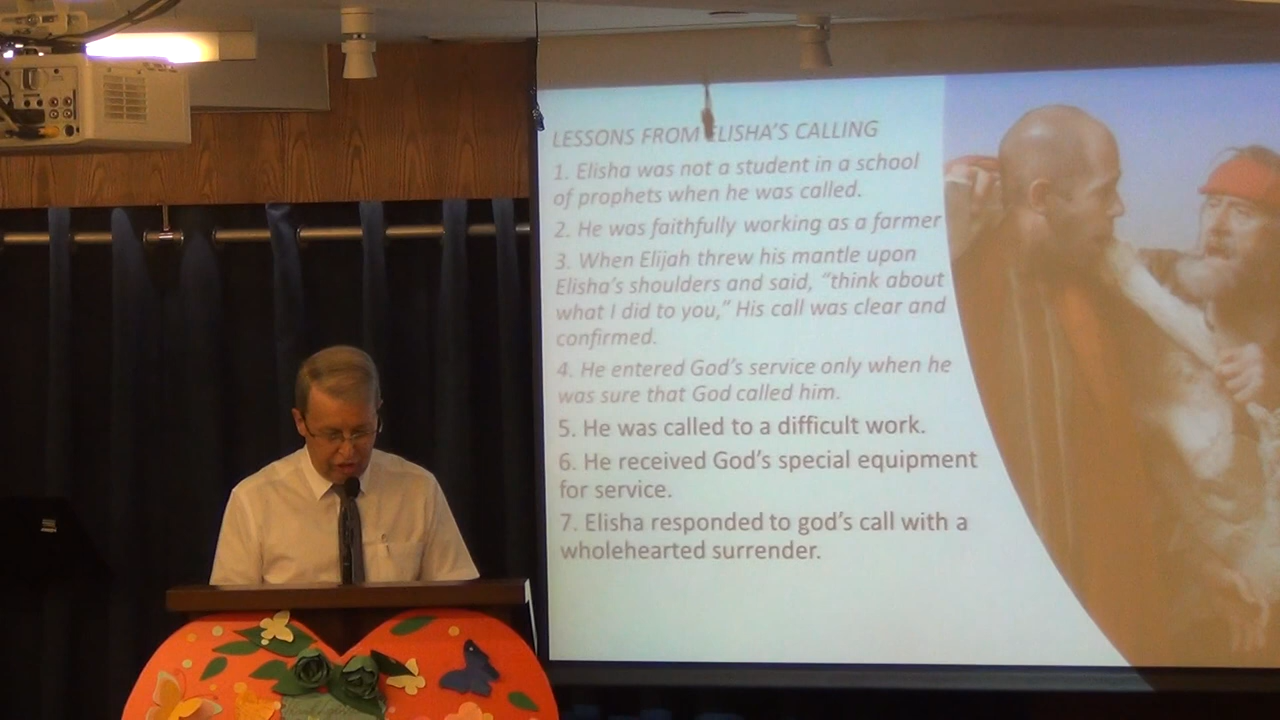 LESSONS FROM ELISHA'S CALLING
1. Elisha was not a student in a school
of prophets when he was called.
2. He was faithfully working as a farmer
3. When Elijah threw his mantle upon
Elisha's shoulders and said, "think about
what I did to you," His call was clear and
confirmed.
4. He entered God's service only when he
was sure that God called him.
5. He was called to a difficult work.
6. He received God's special equipment
for service.
7. Elisha responded to god's call with a
wholehearted surrender.